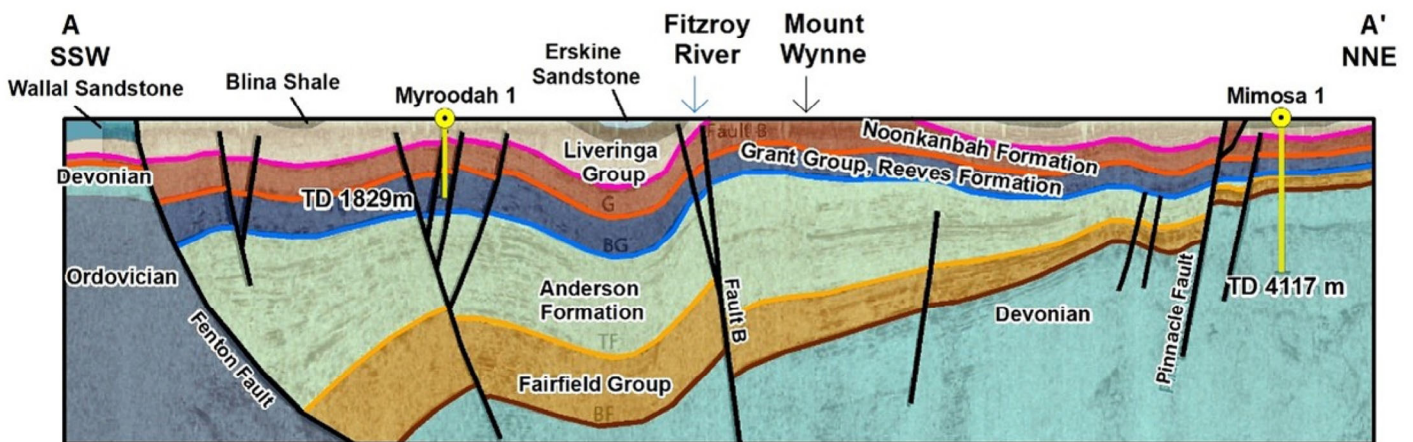 A
SSW
Wallal Sandstone
Blina Shale
Myroodah 1
Erskine
Sandstone
Fitzroy
River
Mount
Wynne
Mimosa 1
A'
NNE
Fault B
Noonkanbah Formation
Liveringa
Group
Grant Group, Reeves Formation
Devonian
TD 1829m
G
BG
Ordovician
Anderson
Formation
TF
Fault B
Fenton Fault
Fairfield Group
BF
Devonian
Pinnacle Fault
TD 4117 m